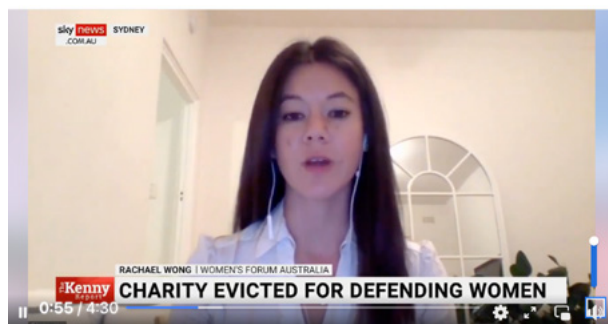 sky news SYDNEY
.COM.AU
RACHAEL WONG | WOMEN'S FORUM AUSTRALIA
The Kenny Report
CHARITY EVICTED FOR DEFENDING WOMEN
0:55 / 4:30